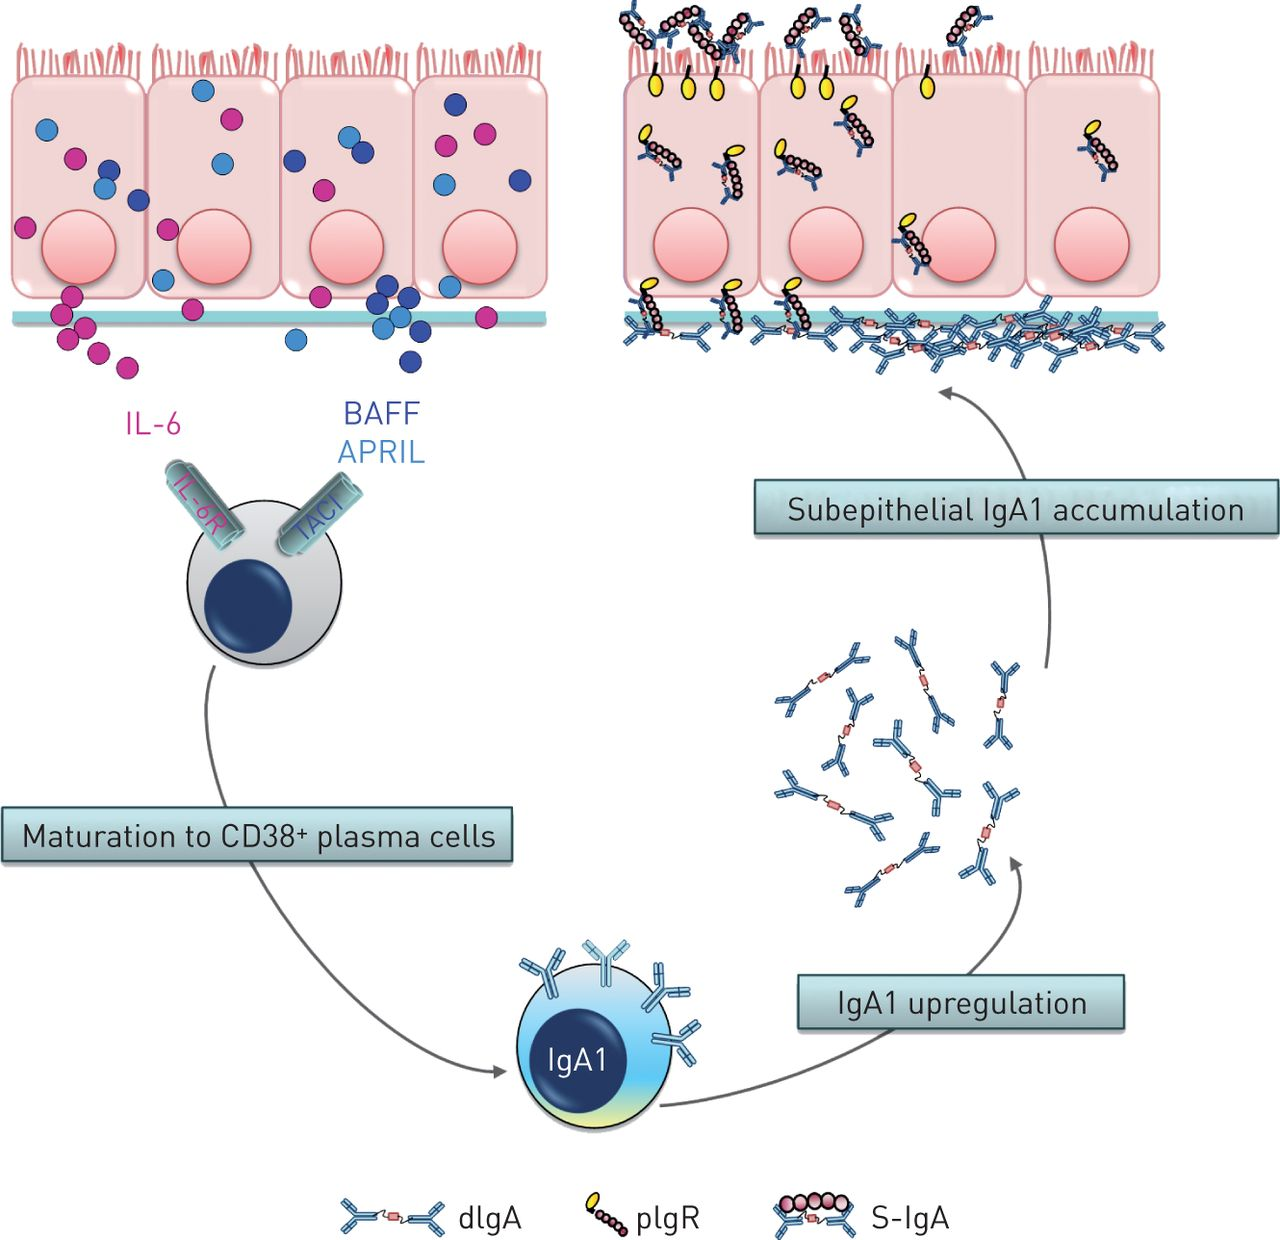 IL-6
BAFF
APRIL
IL-6R
TACI
Subepithelial IgA1 accumulation
Maturation to CD38⁺ plasma cells
IgA1 upregulation
IgA1
dIgA
pIgR
S-IgA